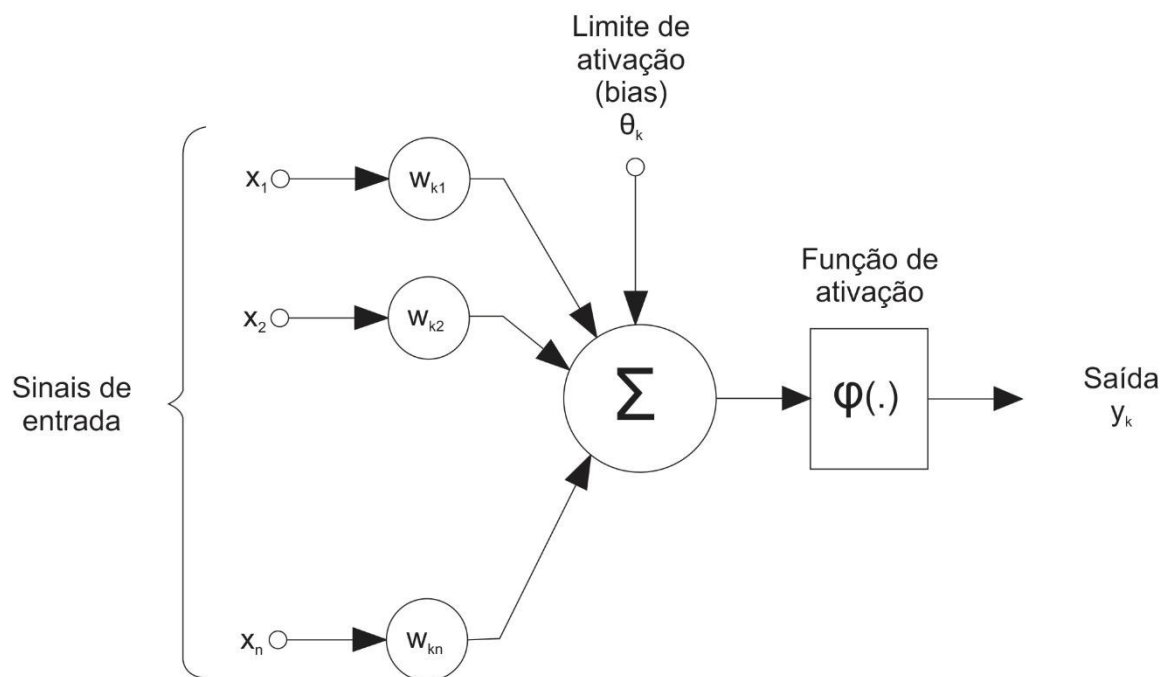 Limite de
ativação
(bias)
θk
x1
wk1
x2
wk2
Função de
ativação
Sinais de
entrada
Σ
φ(.)
Saída
yk
xn
wkn